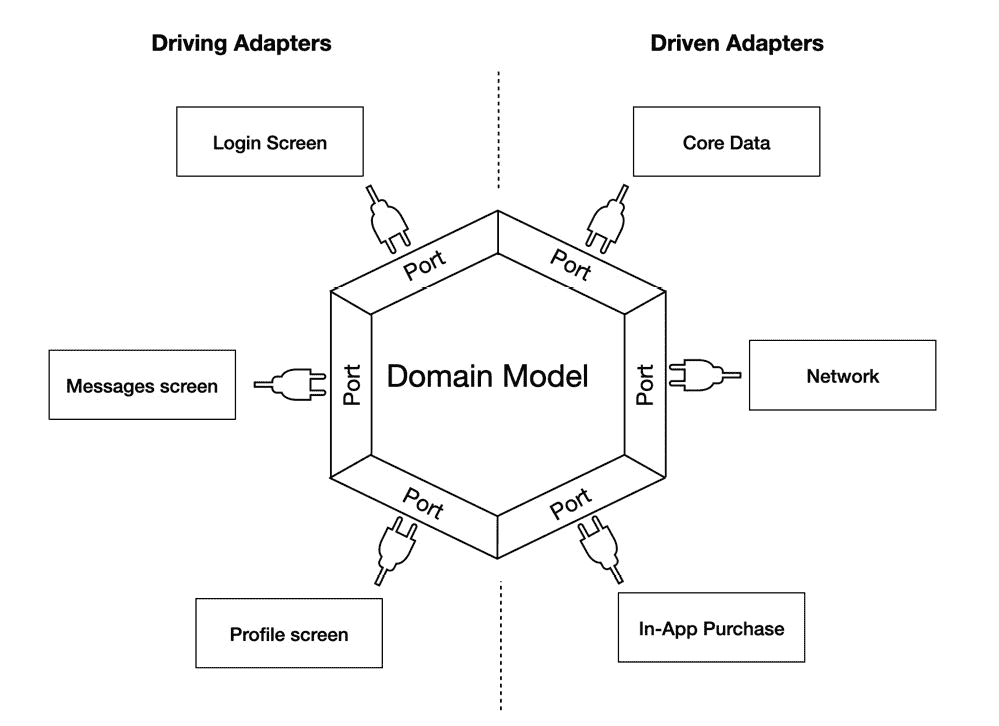 Driving Adapters
Driven Adapters
Login Screen
Core Data
Port
Port
Messages screen
Port
Domain Model
Port
Network
Port
Port
Profile screen
In-App Purchase